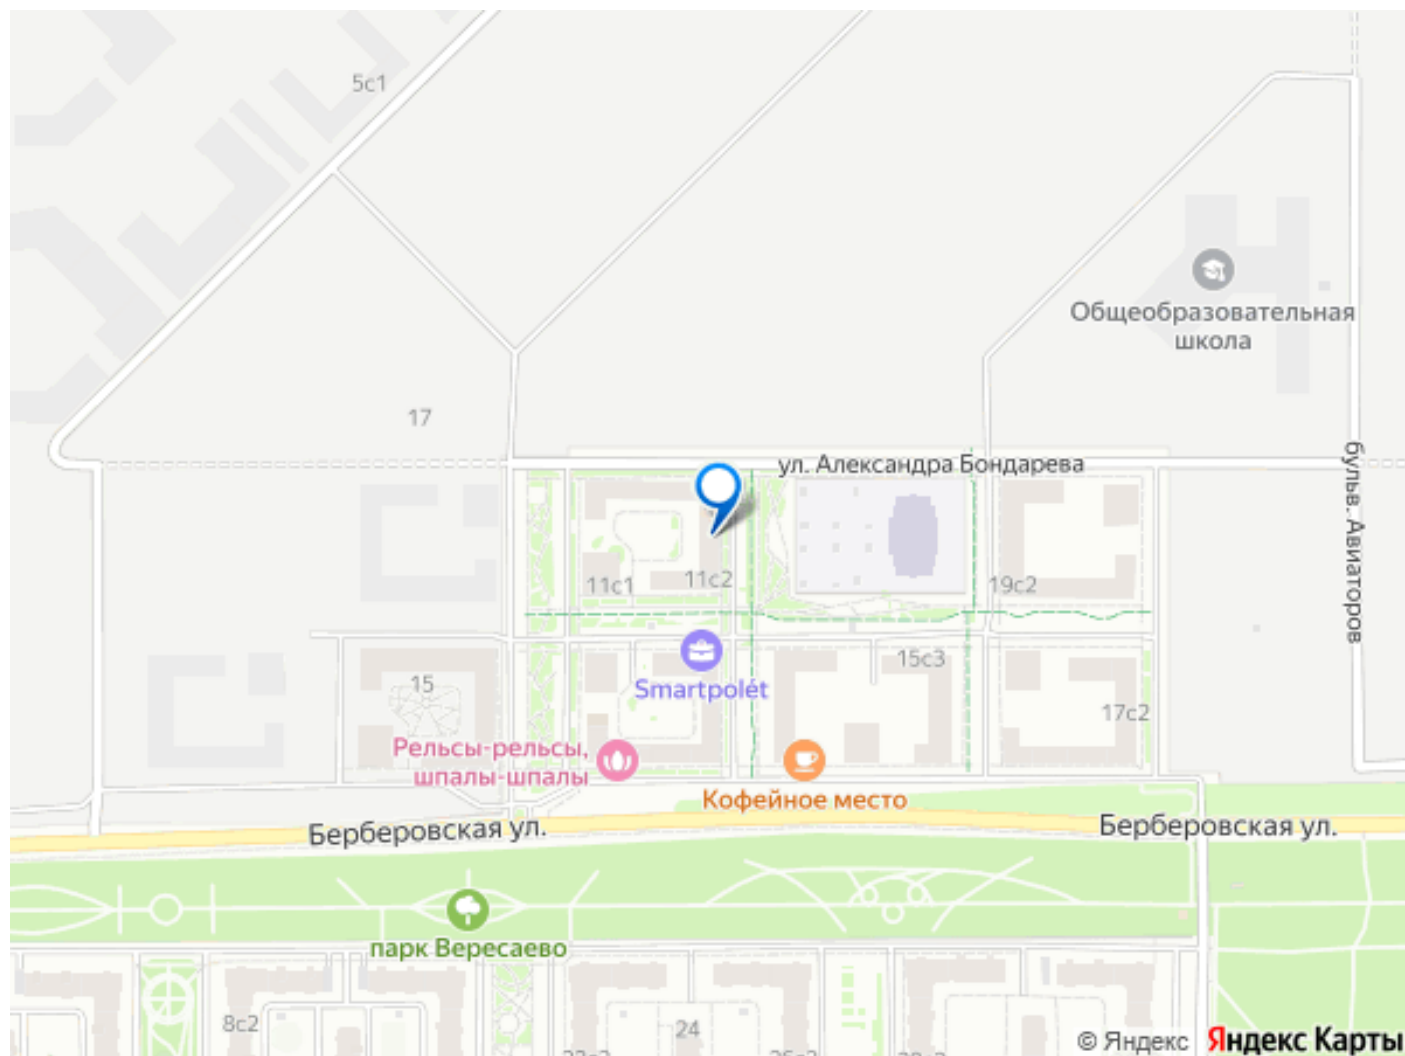 5с1
Общеобразовательная
школа
17
ул. Александра Бондарева
бульв. Авиаторов
11с1
11с2
19с2
15с3
15
Smartpolét
17с2
Рельсы-рельсы,
шпалы-шпалы
Кофейное место
Берберовская ул.
Берберовская ул.
парк Вересаево
8с2
24
© Яндекс
Яндекс Карты